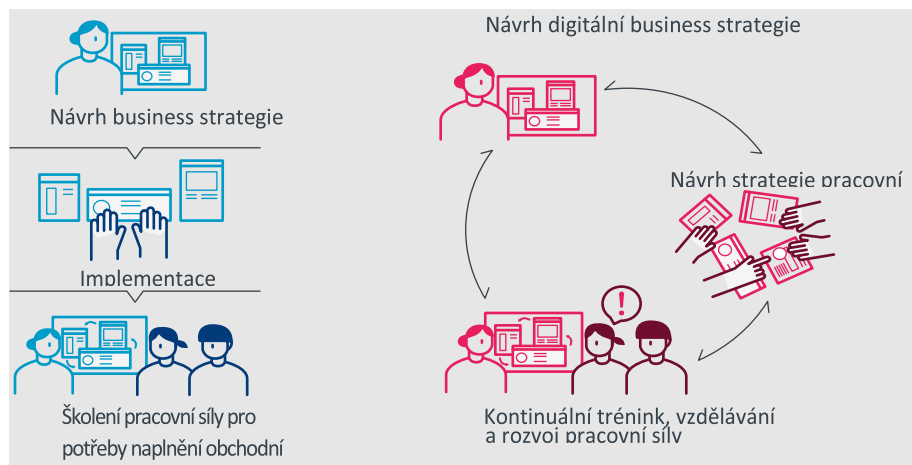 Návrh business strategie
Implementace
Školení pracovní síly pro
potřeby naplnění obchodní
Návrh digitální business strategie
Návrh strategie pracovní
Kontinuální trénink, vzdělávání
a rozvoj pracovní síly
!